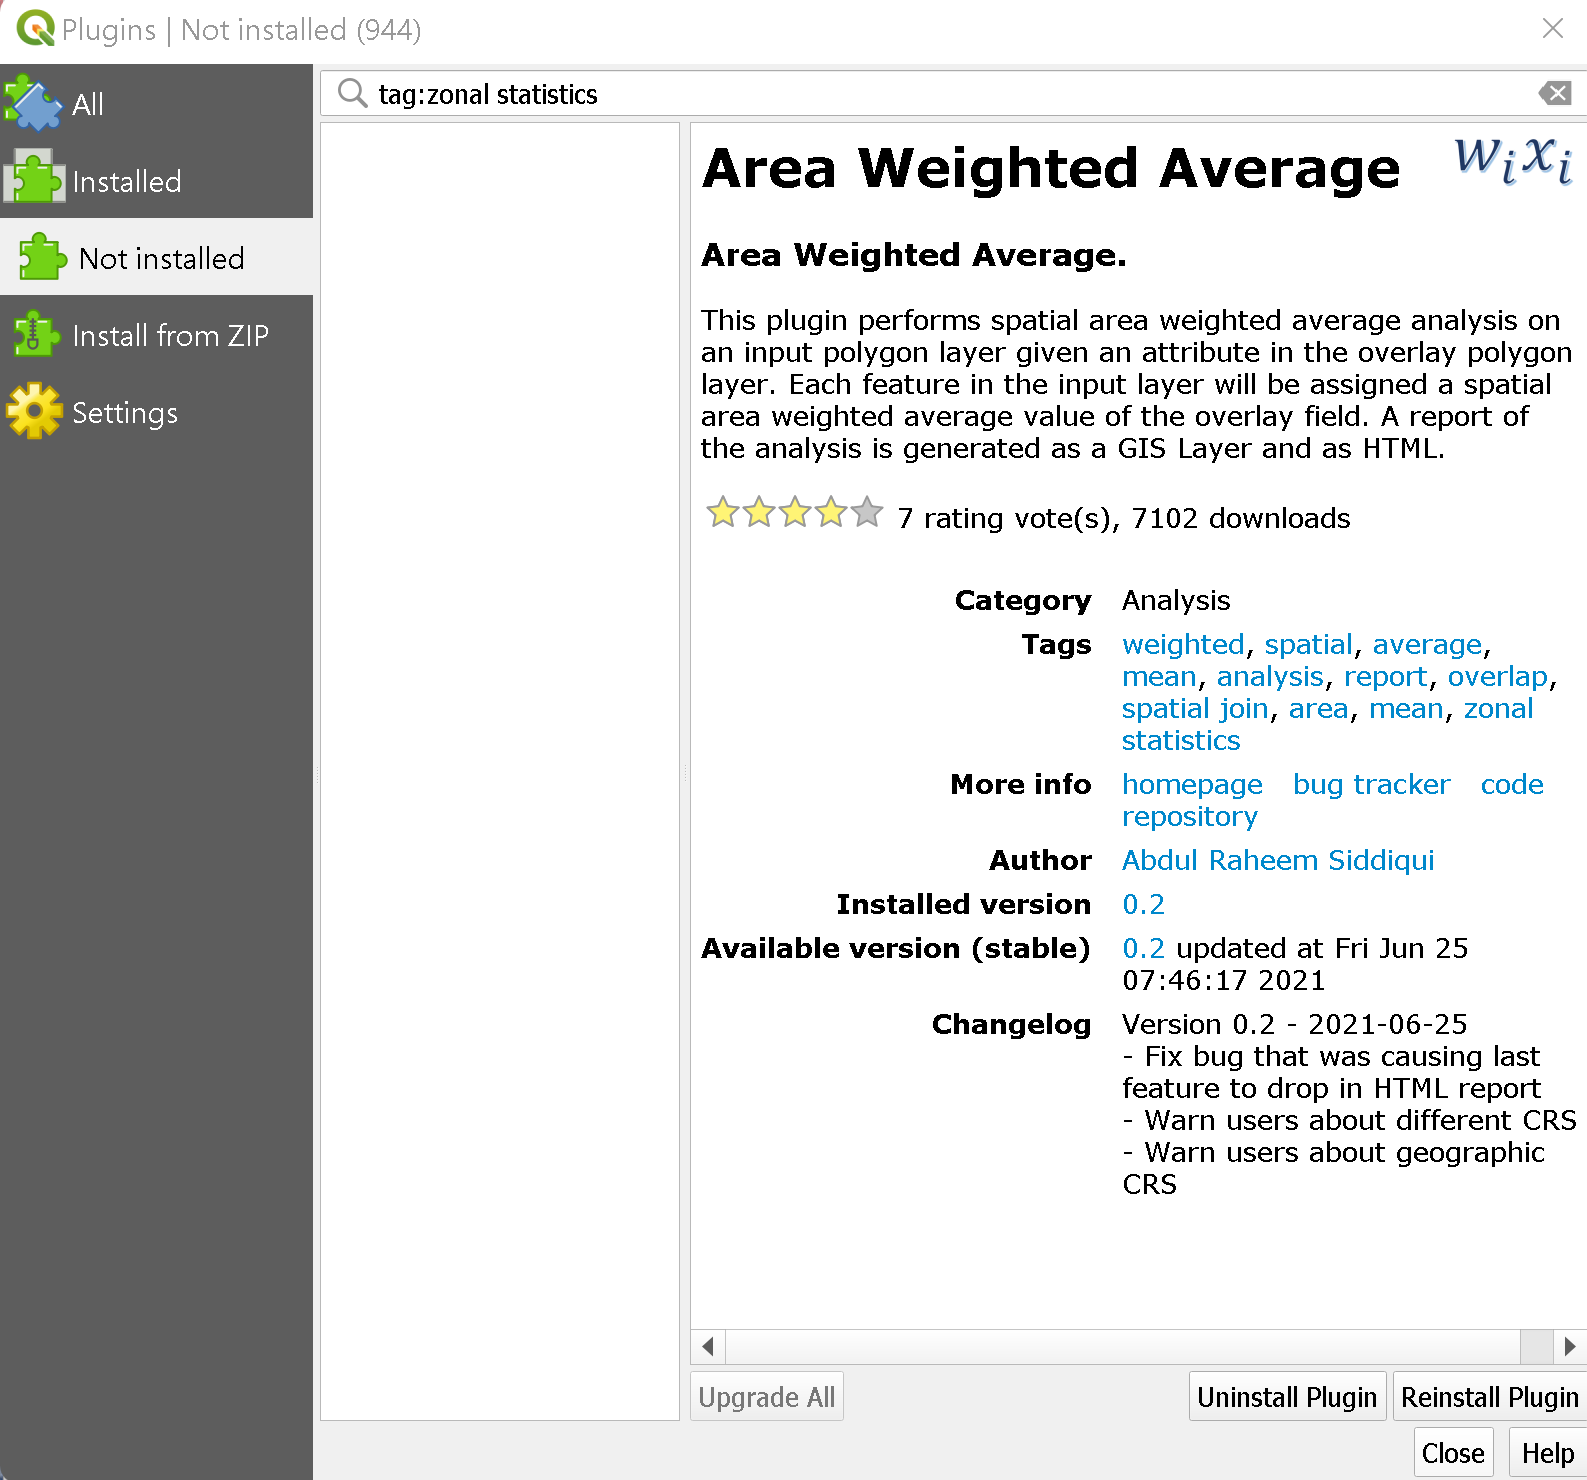 Plugins | Not installed (944)
All
Installed
Not installed
Install from ZIP
Settings
tag:zonal statistics
Area Weighted Average
wixi
Area Weighted Average.
This plugin performs spatial area weighted average analysis on
an input polygon layer given an attribute in the overlay polygon
layer. Each feature in the input layer will be assigned a spatial
area weighted average value of the overlay field. A report of
the analysis is generated as a GIS Layer and as HTML.
7 rating vote(s), 7102 downloads
Category Analysis
Tags weighted, spatial, average,
mean, analysis, report, overlap,
spatial join, area, mean, zonal
statistics
More info homepage bug tracker code
repository
Author Abdul Raheem Siddiqui
Installed version 0.2
Available version (stable) 0.2 updated at Fri Jun 25
07:46:17 2021
Changelog Version 0.2 - 2021-06-25
- Fix bug that was causing last
feature to drop in HTML report
- Warn users about different CRS
- Warn users about geographic
CRS
Upgrade All Uninstall Plugin Reinstall Plugin
Close Help